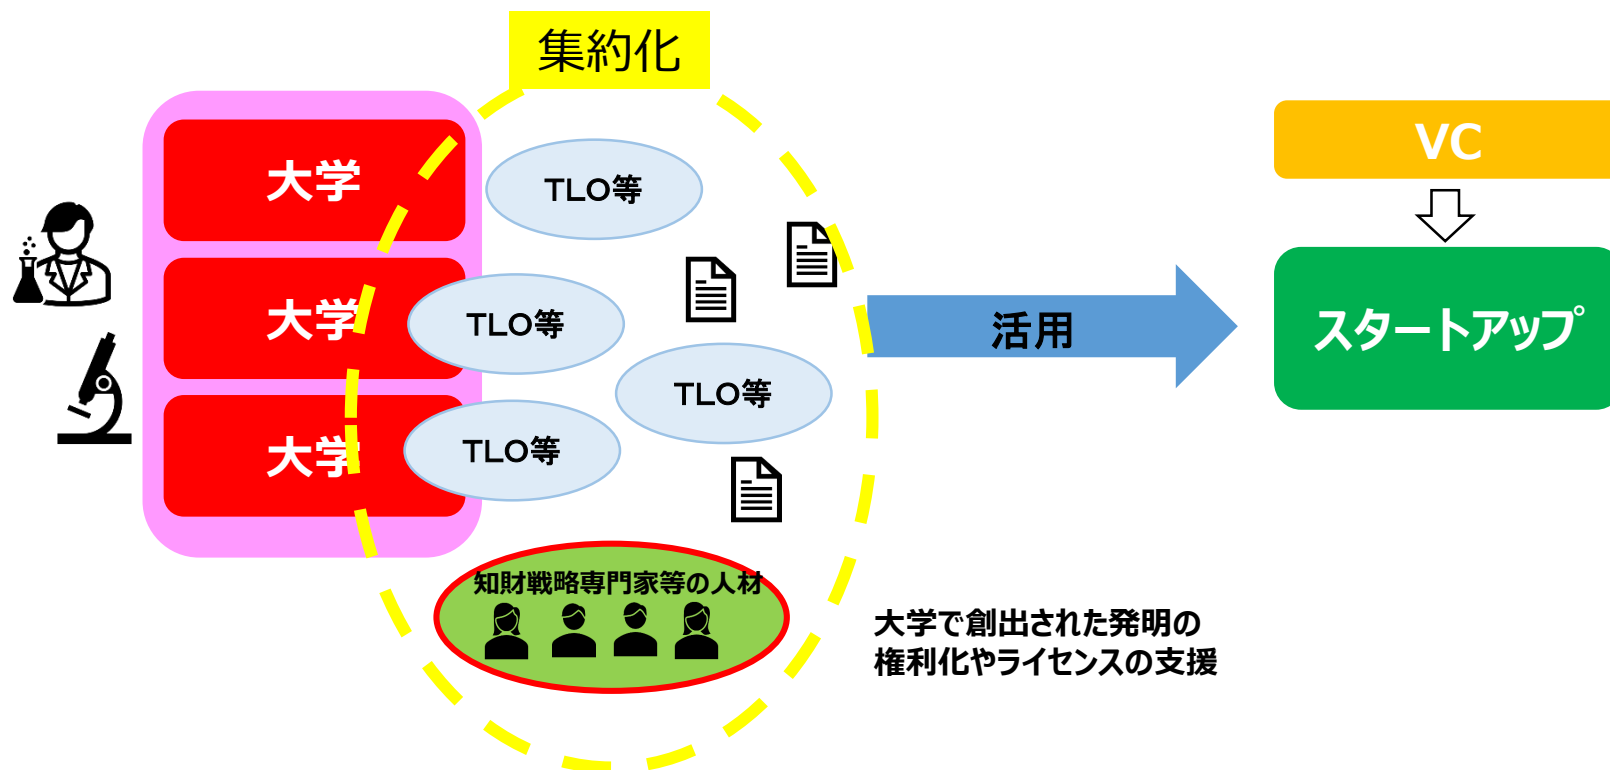 集約化
大学
TLO等
大学
TLO等
TLO等
大学
TLO等
知財戦略専門家等の人材
活用
大学で創出された発明の
権利化やライセンスの支援
VC
スタートアップ